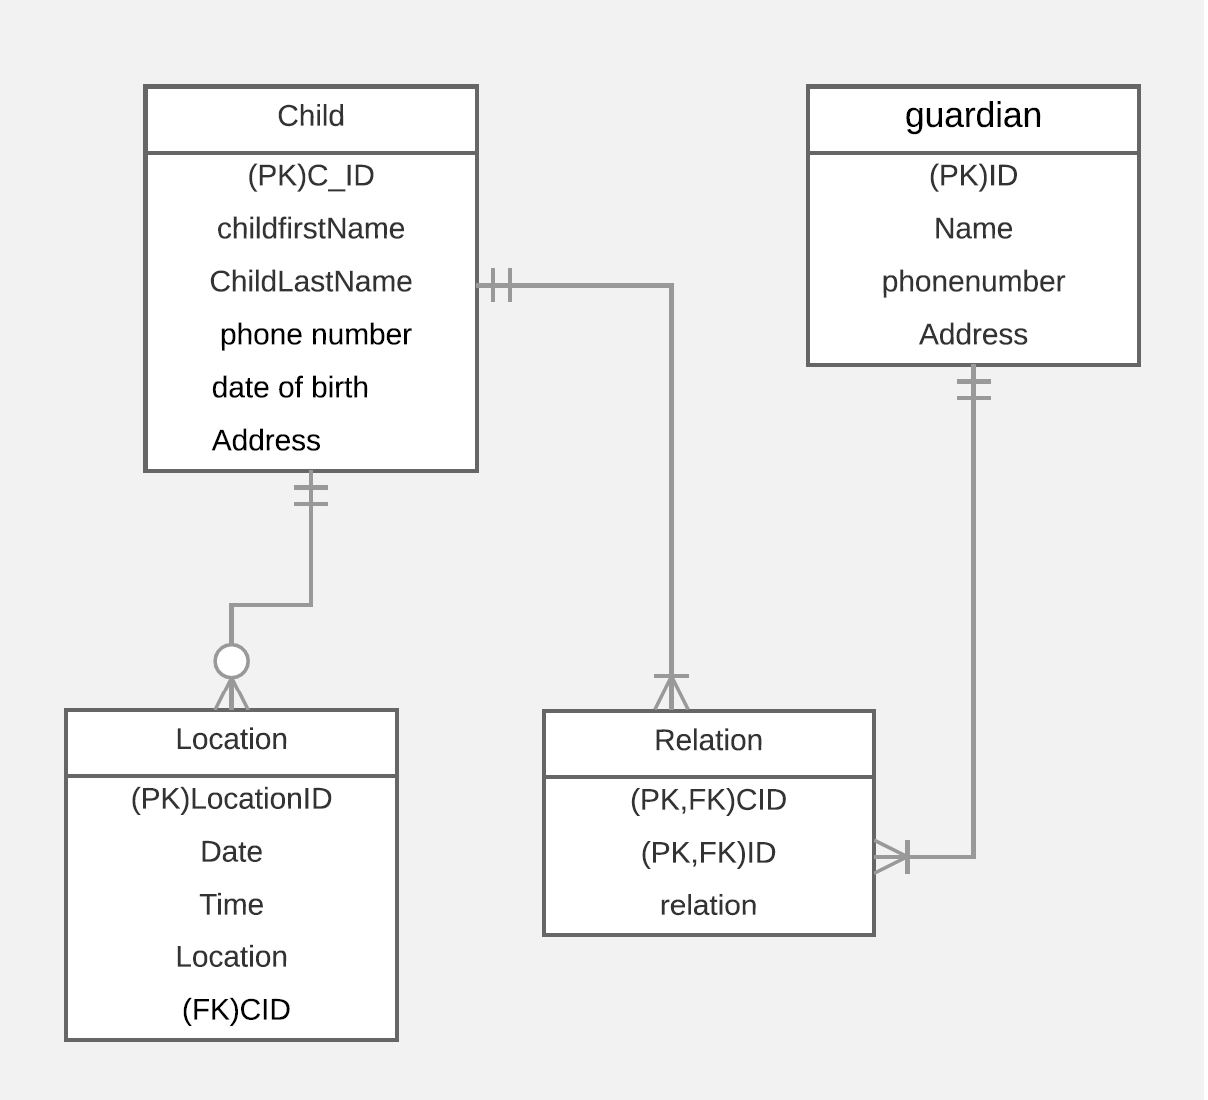 Child
(PK)C_ID
childfirstName
ChildLastName
phone number
date of birth
Address
guardian
(PK)ID
Name
phonenumber
Address
Location
(PK)LocationID
Date
Time
Location
(FK)CID
Relation
(PK,FK)CID
(PK,FK)ID
relation